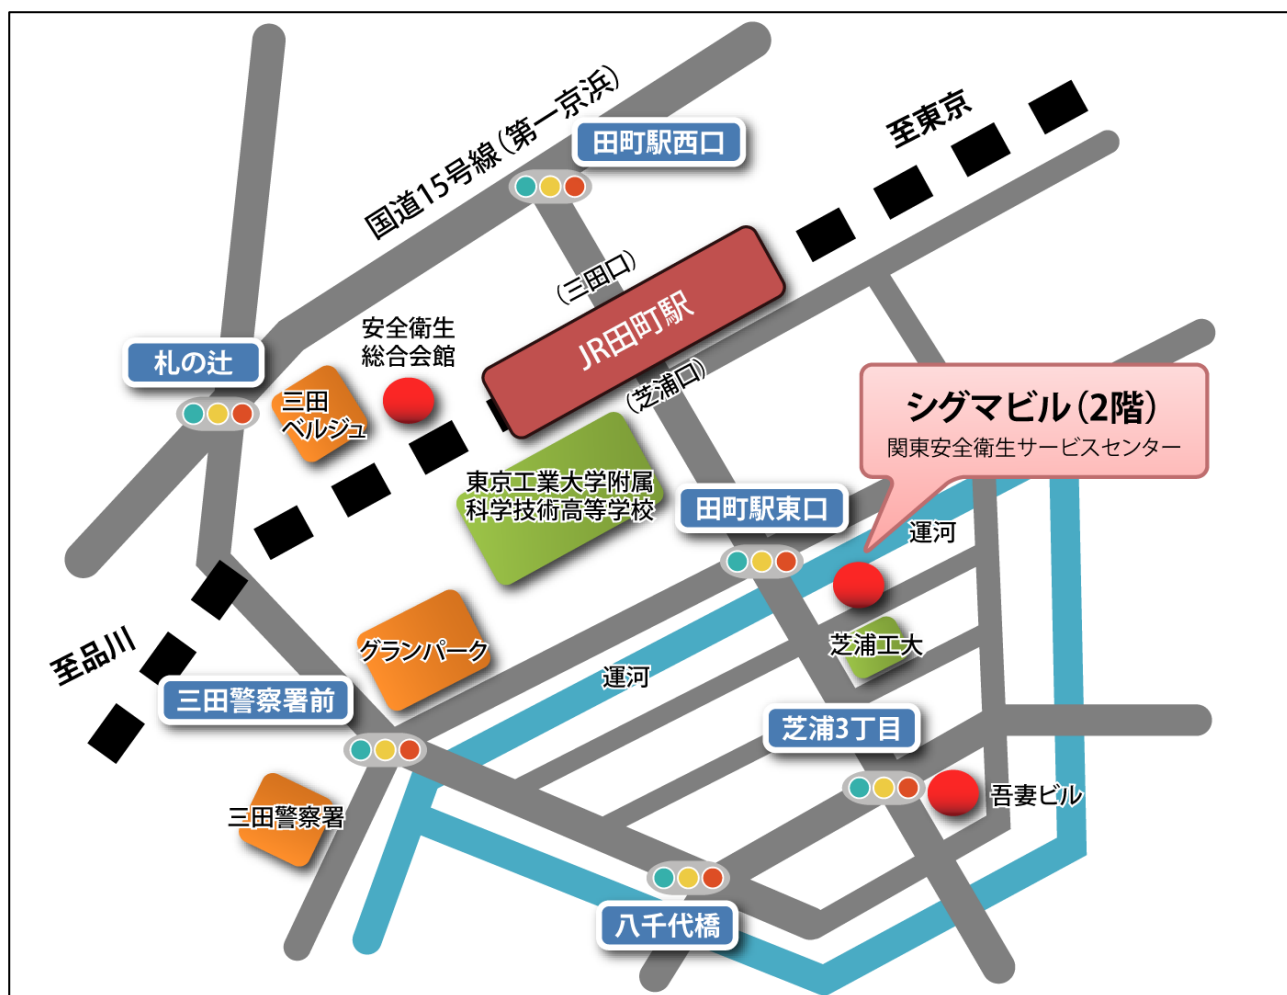 国道15号線(第一京浜)
田町駅西口
至東京
(三田口)
JR田町駅
(芝浦口)
安全衛生
総合会館
札の辻
三田
ベルジュ
シグマビル(2階)
関東安全衛生サービスセンター
東京工業大学附属
科学技術高等学校
田町駅東口
運河
至品川
グランパーク
運河
芝浦工大
三田警察署前
芝浦3丁目
三田警察署
吾妻ビル
八千代橋